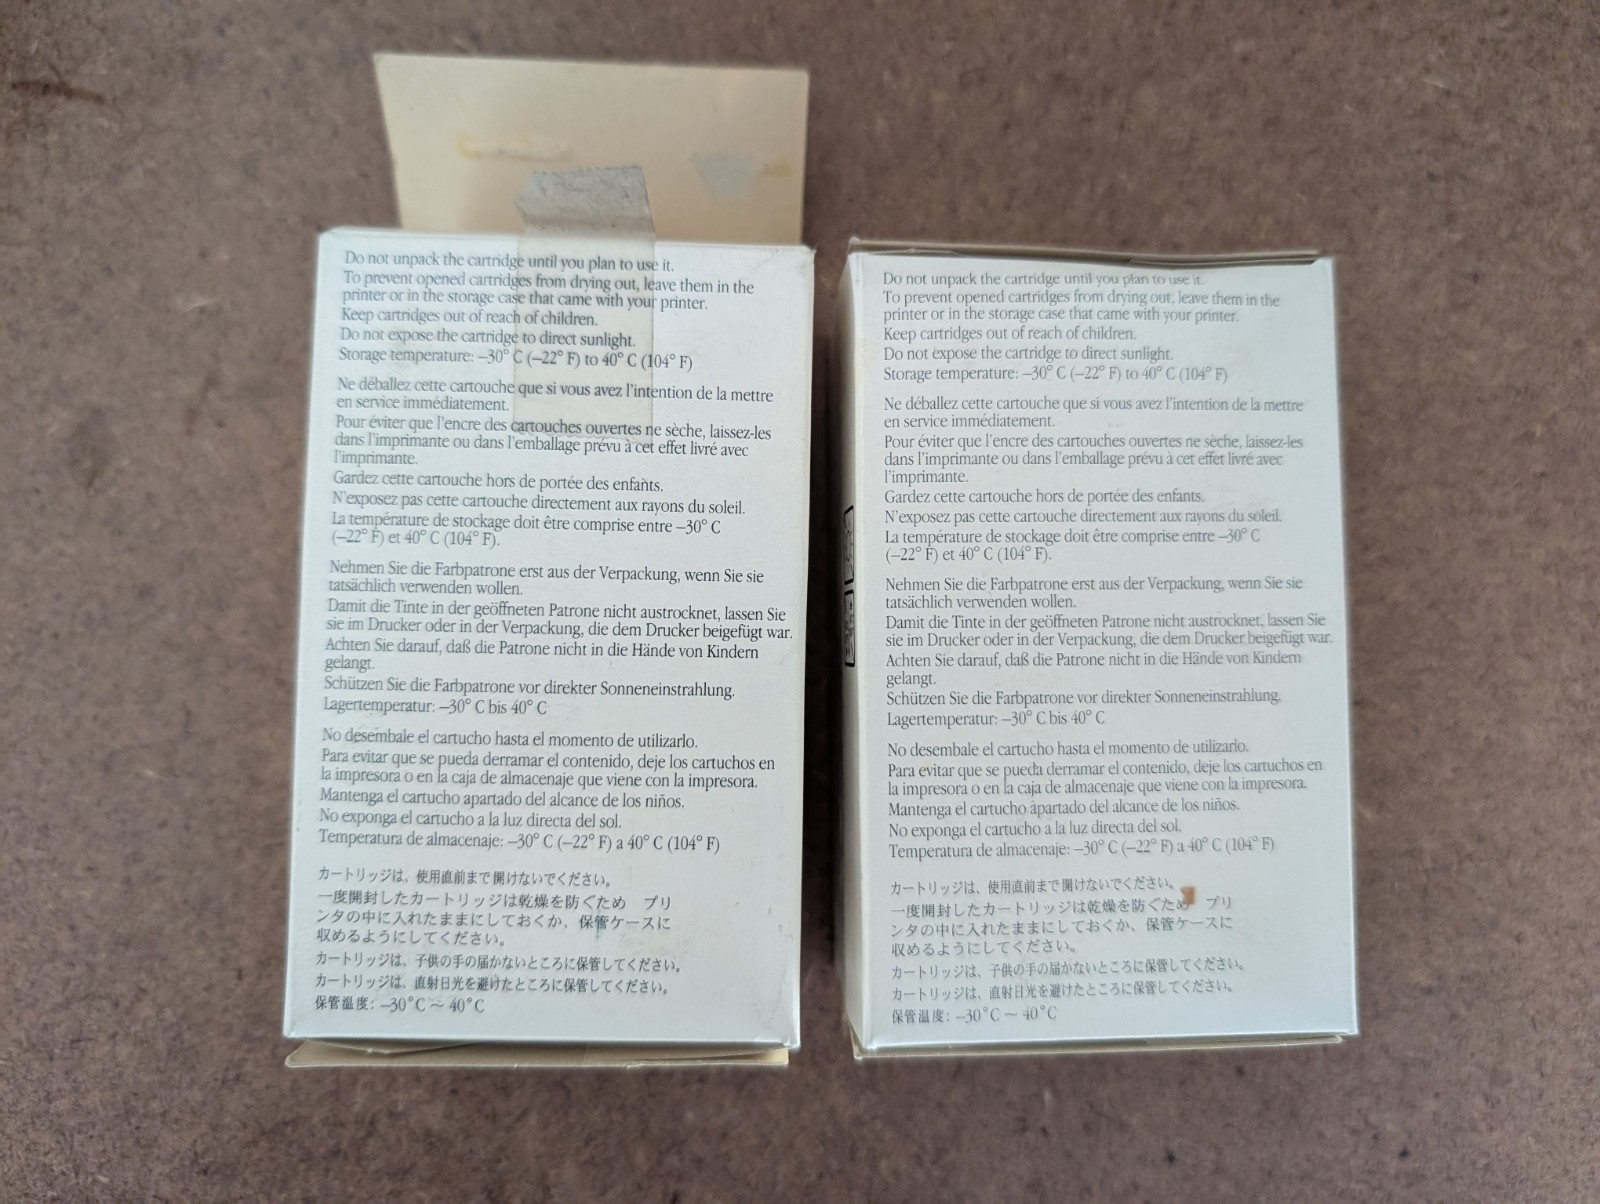 Do not unpack the cartridge until you plan to use it.
To prevent opened cartridges from drying out, leave them in the
printer or in the storage case that came with your printer.
Keep cartridges out of reach of children.
Do not expose the cartridge to direct sunlight.
Storage temperature: –30° C (–22° F) to 40° C (104° F)
Ne déballez cette cartouche que si vous avez l'intention de la mettre
en service immédiatement.
Pour éviter que l'encre des cartouches ouvertes ne sèche, laissez-les
dans l'imprimante ou dans l'emballage prévu à cet effet livré avec
l'imprimante.
Gardez cette cartouche hors de portée des enfants.
N'exposez pas cette cartouche directement aux rayons du soleil.
La température de stockage doit être comprise entre –30° C
(–22° F) et 40° C (104° F).
Nehmen Sie die Farbpatrone erst aus der Verpackung, wenn Sie sie
tatsächlich verwenden wollen.
Damit die Tinte in der geöffneten Patrone nicht austrocknet, lassen Sie
sie im Drucker oder in der Verpackung, die dem Drucker beigefügt war.
Achten Sie darauf, daß die Patrone nicht in die Hände von Kindern
gelangt.
Schützen Sie die Farbpatrone vor direkter Sonneneinstrahlung.
Lagertemperatur: –30° C bis 40° C
No desembale el cartucho hasta el momento de utilizarlo.
Para evitar que se pueda derramar el contenido, deje los cartuchos en
la impresora o en la caja de almacenaje que viene con la impresora.
Mantenga el cartucho apartado del alcance de los niños.
No exponga el cartucho a la luz directa del sol.
Temperatura de almacenaje: –30° C (–22° F) a 40° C (104° F)
カートリッジは、使用直前まで開けないでください。
一度開封したカートリッジは乾燥を防ぐため　プリ
ンタの中に入れたままにしておくか、保管ケースに
収めるようにしてください。
カートリッジは、子供の手の届かないところに保管してください。
カートリッジは、直射日光を避けたところに保管してください。
保管温度: –30°C ～ 40°C
Do not unpack the cartridge until you plan to use it.
To prevent opened cartridges from drying out, leave them in the
printer or in the storage case that came with your printer.
Keep cartridges out of reach of children.
Do not expose the cartridge to direct sunlight.
Storage temperature: –30° C (–22° F) to 40° C (104° F)
Ne déballez cette cartouche que si vous avez l'intention de la mettre
en service immédiatement.
Pour éviter que l'encre des cartouches ouvertes ne sèche, laissez-les
dans l'imprimante ou dans l'emballage prévu à cet effet livré avec
l'imprimante.
Gardez cette cartouche hors de portée des enfants.
N'exposez pas cette cartouche directement aux rayons du soleil.
La température de stockage doit être comprise entre –30° C
(–22° F) et 40° C (104° F).
Nehmen Sie die Farbpatrone erst aus der Verpackung, wenn Sie sie
tatsächlich verwenden wollen.
Damit die Tinte in der geöffneten Patrone nicht austrocknet, lassen Sie
sie im Drucker oder in der Verpackung, die dem Drucker beigefügt war.
Achten Sie darauf, daß die Patrone nicht in die Hände von Kindern
gelangt.
Schützen Sie die Farbpatrone vor direkter Sonneneinstrahlung.
Lagertemperatur: –30° C bis 40° C
No desembale el cartucho hasta el momento de utilizarlo.
Para evitar que se pueda derramar el contenido, deje los cartuchos en
la impresora o en la caja de almacenaje que viene con la impresora.
Mantenga el cartucho apartado del alcance de los niños.
No exponga el cartucho a la luz directa del sol.
Temperatura de almacenaje: –30° C (–22° F) a 40° C (104° F)
カートリッジは、使用直前まで開けないでください。
一度開封したカートリッジは乾燥を防ぐため　プリ
ンタの中に入れたままにしておくか、保管ケースに
収めるようにしてください。
カートリッジは、子供の手の届かないところに保管してください。
カートリッジは、直射日光を避けたところに保管してください。
保管温度: –30°C ～ 40°C